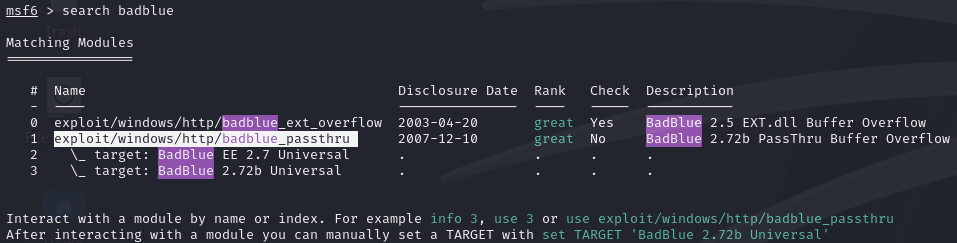 msf6 > search badblue
Matching Modules
================
# Name Disclosure Date Rank Check Description
- ---- --------------- ---- ----- -----------
0 exploit/windows/http/badblue_ext_overflow 2003-04-20 great Yes BadBlue 2.5 EXT.dll Buffer Overflow
1 exploit/windows/http/badblue_passthru 2007-12-10 great No BadBlue 2.72b PassThru Buffer Overflow
2 \_ target: BadBlue EE 2.7 Universal . . . .
3 \_ target: BadBlue 2.72b Universal . . . .
Interact with a module by name or index. For example info 3, use 3 or use exploit/windows/http/badblue_passthru
After interacting with a module you can manually set a TARGET with set TARGET 'BadBlue 2.72b Universal'